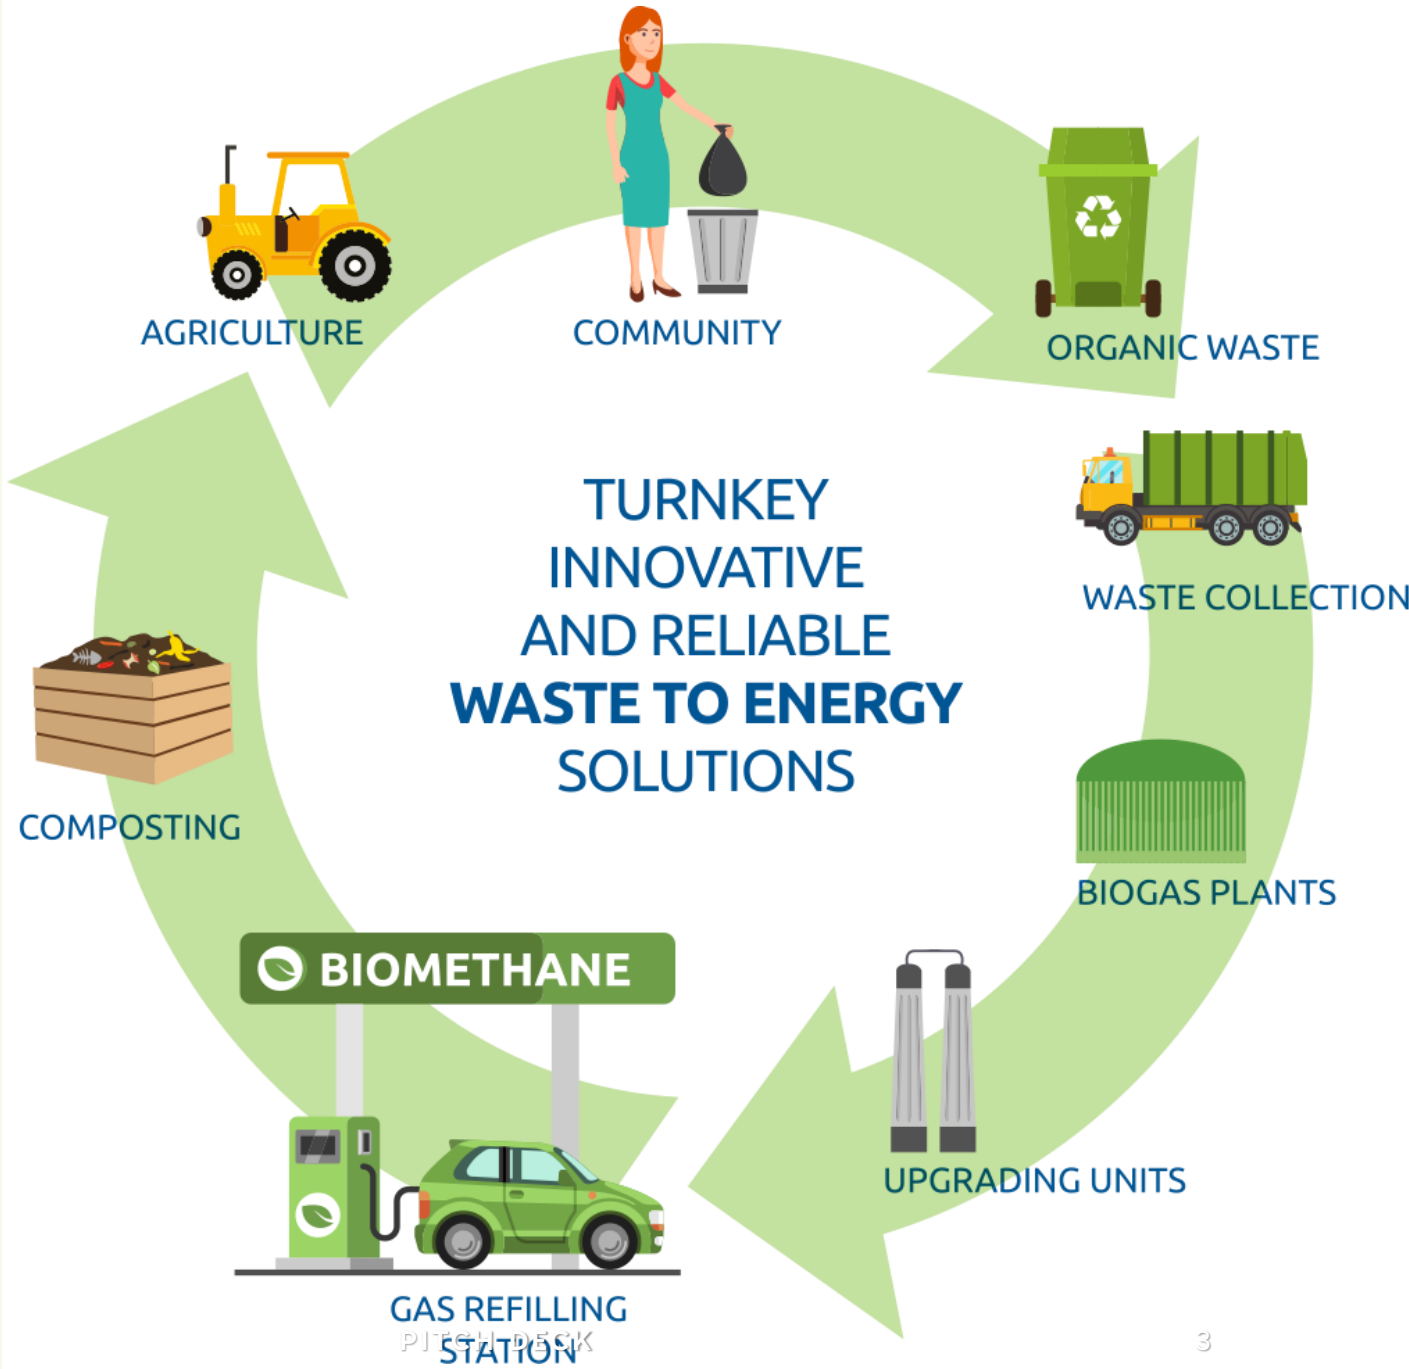 AGRICULTURE
COMMUNITY
ORGANIC WASTE
WASTE COLLECTION
TURNKEY
INNOVATIVE
AND RELIABLE
WASTE TO ENERGY
SOLUTIONS
COMPOSTING
BIOGAS PLANTS
BIOMETHANE
UPGRADING UNITS
GAS REFILLING
STATION
PITCH DECK
3